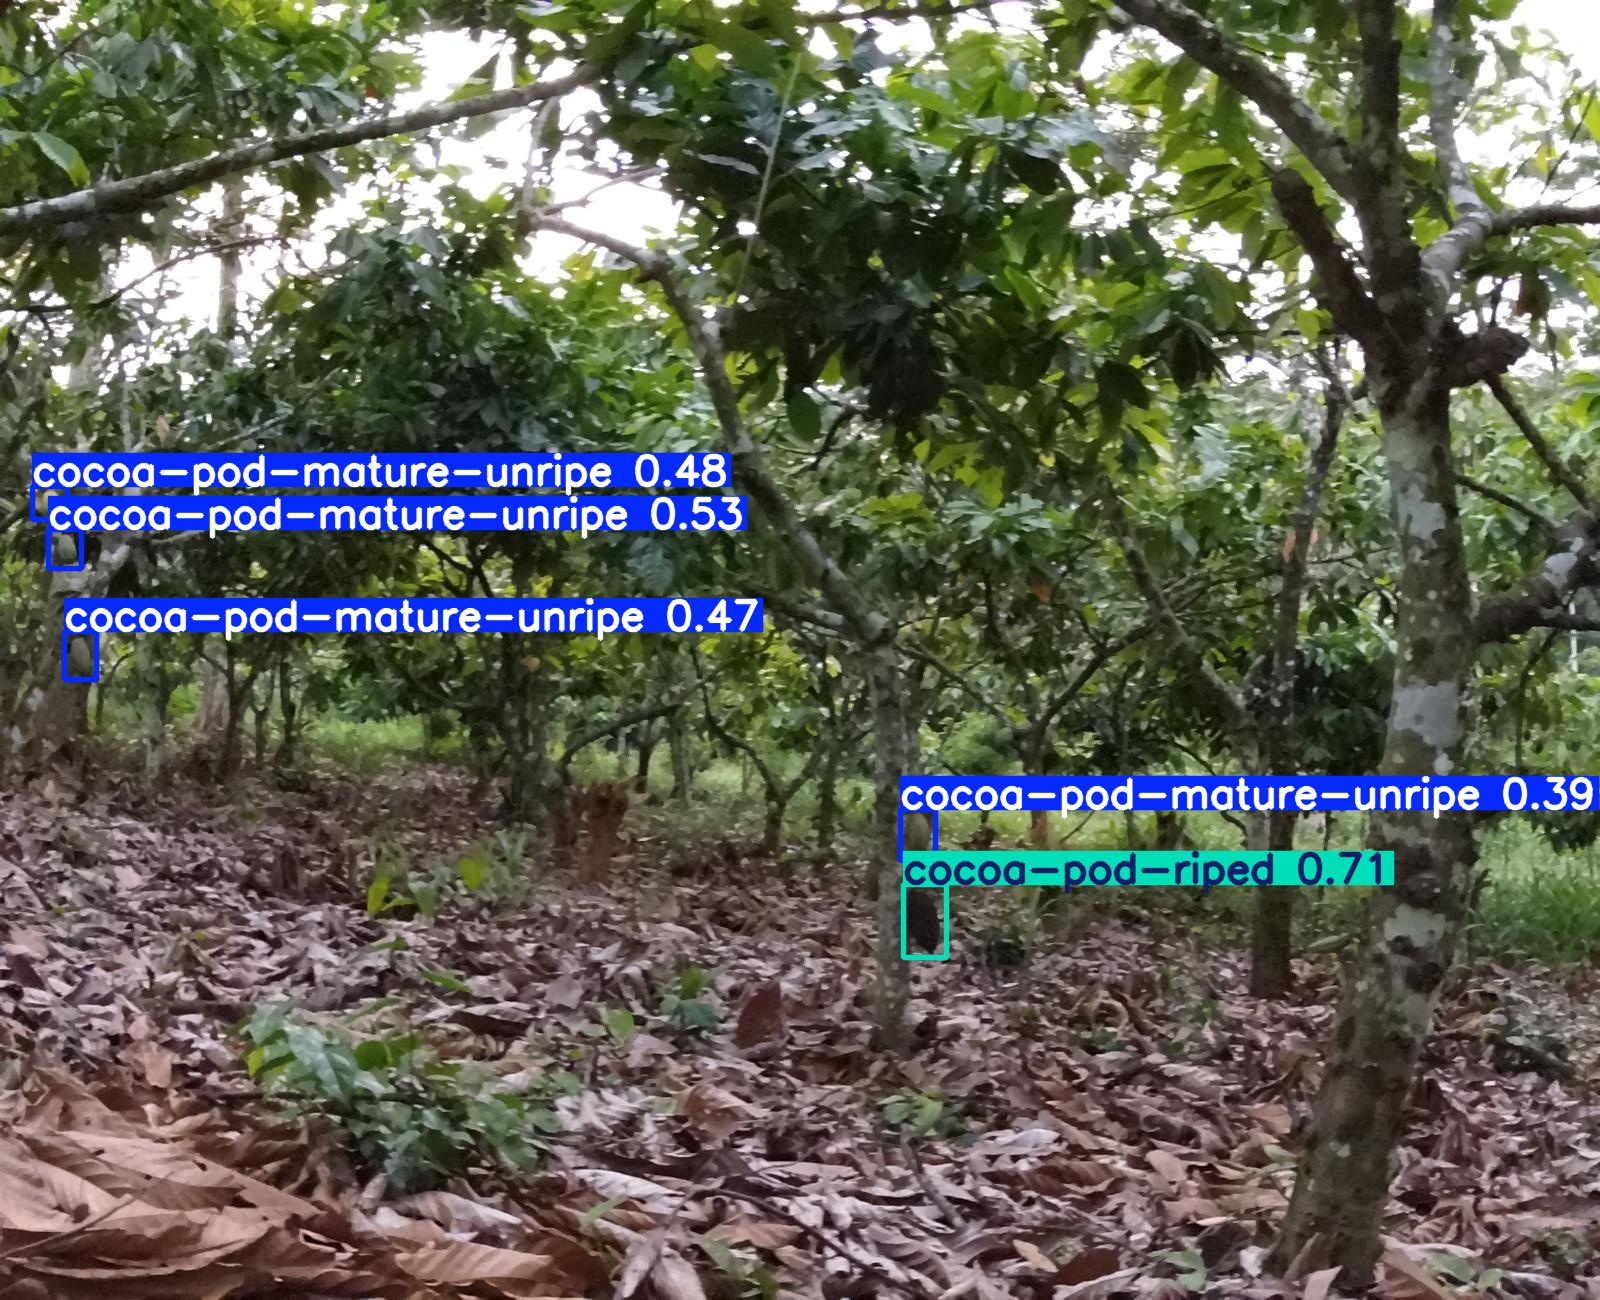 cocoa-pod-mature-unripe 0.48
cocoa-pod-mature-unripe 0.53
cocoa-pod-mature-unripe 0.47
cocoa-pod-mature-unripe 0.39
cocoa-pod-riped 0.71